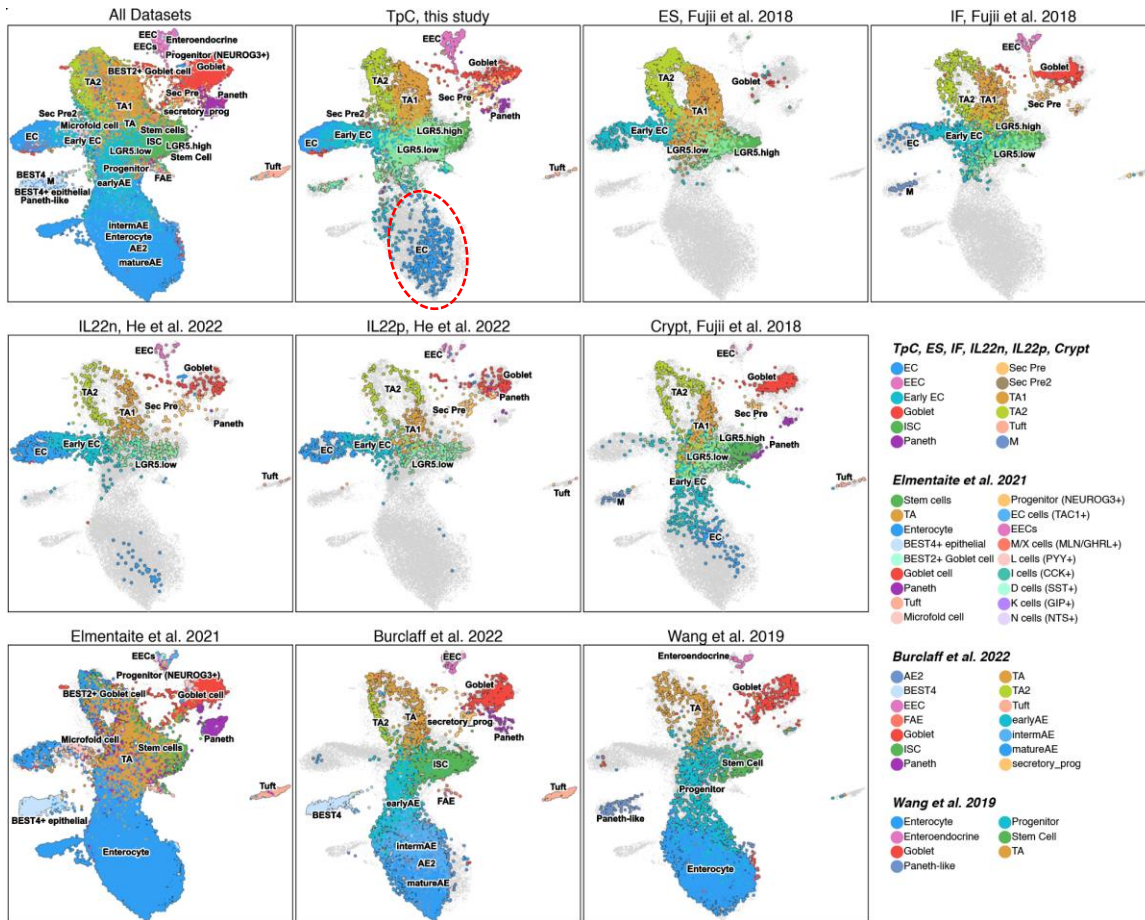 All Datasets
EEC
EECs
Enteroendocrine
Progenitor (NEUROG3+)
BEST2+ Goblet cell
Goblet
TA2
Paneth
Sec Pre
TA1
secretory_prog
Sec Pre2
Microfold cell
TA
Stem cells
EC
Early EC
ISC
LGR5.high
LGR5.low
Stem Cell
Progenitor
FAE
Tuft
earlyAE
BEST4
M
BEST4+ epithelial
Paneth-like
intermAE
Enterocyte
AE2
matureAE
TpC, this study
EEC
Goblet
TA2
TA1
Sec Pre
Paneth
Sec Pre2
LGR5.high
EC
Early EC
LGR5.low
EC
ES, Fujii et al. 2018
TA2
Goblet
TA1
Early EC
LGR5.low
LGR5.high
IF, Fujii et al. 2018
EEC
Goblet
TA2
TA1
Sec Pre
LGR5.high
EC
Early EC
LGR5.low
M
IL22n, He et al. 2022
EEC
Goblet
TA2
TA1
Sec Pre
Paneth
EC
Early EC
LGR5.low
Tuft
IL22p, He et al. 2022
EEC
Goblet
TA2
Paneth
Sec Pre
TA1
EC
Early EC
LGR5.low
Tuft
Crypt, Fujii et al. 2018
EEC
Goblet
TA2
TA1
Sec Pre
LGR5.high
Paneth
LGR5.low
Early EC
Tuft
M
EC
TpC, ES, IF, IL22n, IL22p, Crypt
EC
Sec Pre
EEC
Sec Pre2
Early EC
TA1
Goblet
TA2
ISC
Tuft
Paneth
M
Elmentaite et al. 2021
Stem cells
Progenitor (NEUROG3+)
TA
EC cells (TAC1+)
Enterocyte
EECs
BEST4+ epithelial
M/X cells (MLN/GHRL+)
BEST2+ Goblet cell
L cells (PYY+)
Goblet cell
I cells (CCK+)
Paneth
D cells (SST+)
Tuft
K cells (GIP+)
Microfold cell
N cells (NTS+)
Burclaff et al. 2022
AE2
TA
BEST4
TA2
EEC
Tuft
FAE
earlyAE
Goblet
intermAE
ISC
matureAE
Paneth
secretory_prog
Wang et al. 2019
Enterocyte
Progenitor
Enteroendocrine
Stem Cell
Goblet
TA
Paneth-like
Elmentaite et al. 2021
EECs
Progenitor (NEUROG3+)
BEST2+ Goblet cell
Goblet cell
Paneth
Microfold cell
Stem cells
TA
Tuft
BEST4+ epithelial
Enterocyte
Burclaff et al. 2022
EEC
Goblet
TA2
TA
secretory_prog
Paneth
ISC
earlyAE
FAE
Tuft
BEST4
intermAE
AE2
matureAE
Wang et al. 2019
Enteroendocrine
Goblet
TA
Stem Cell
Progenitor
Paneth-like
Enterocyte